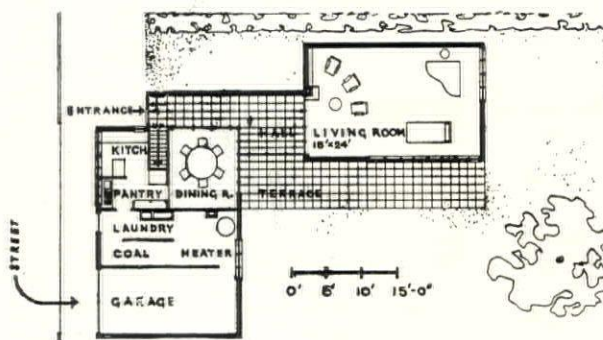 ENTRANCE
HALL
LIVING ROOM
15'X24'
KITCH.
PANTRY
DINING R.
TERRACE
LAUNDRY
COAL
HEATER
STREET
GARAGE
0' 5' 10' 15'-0"